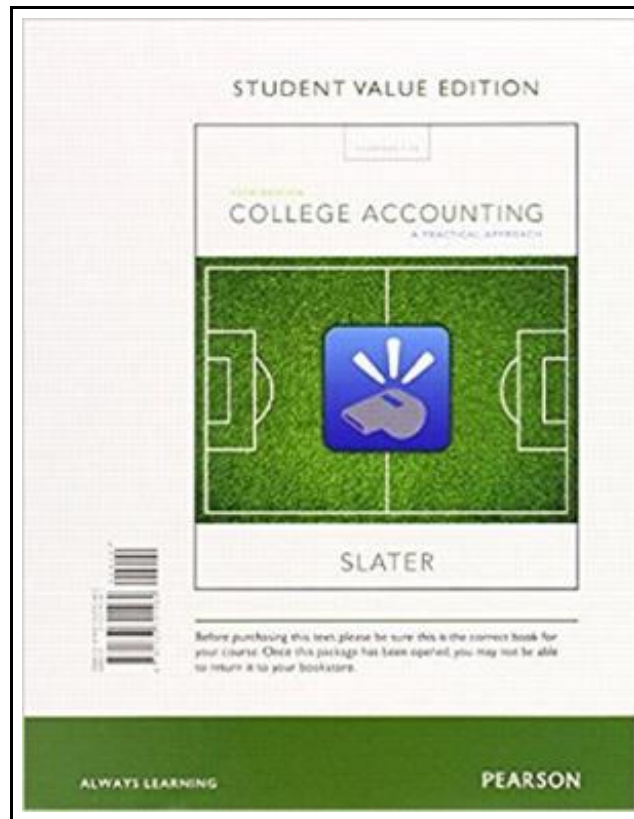 STUDENT VALUE EDITION
COLLEGE ACCOUNTING
A PRACTICAL APPROACH
SLATER
Before purchasing this text, please be sure this is the correct book for
your course. Once this package has been opened, you may not be able
to return it to your bookstore.
ALWAYS LEARNING
PEARSON